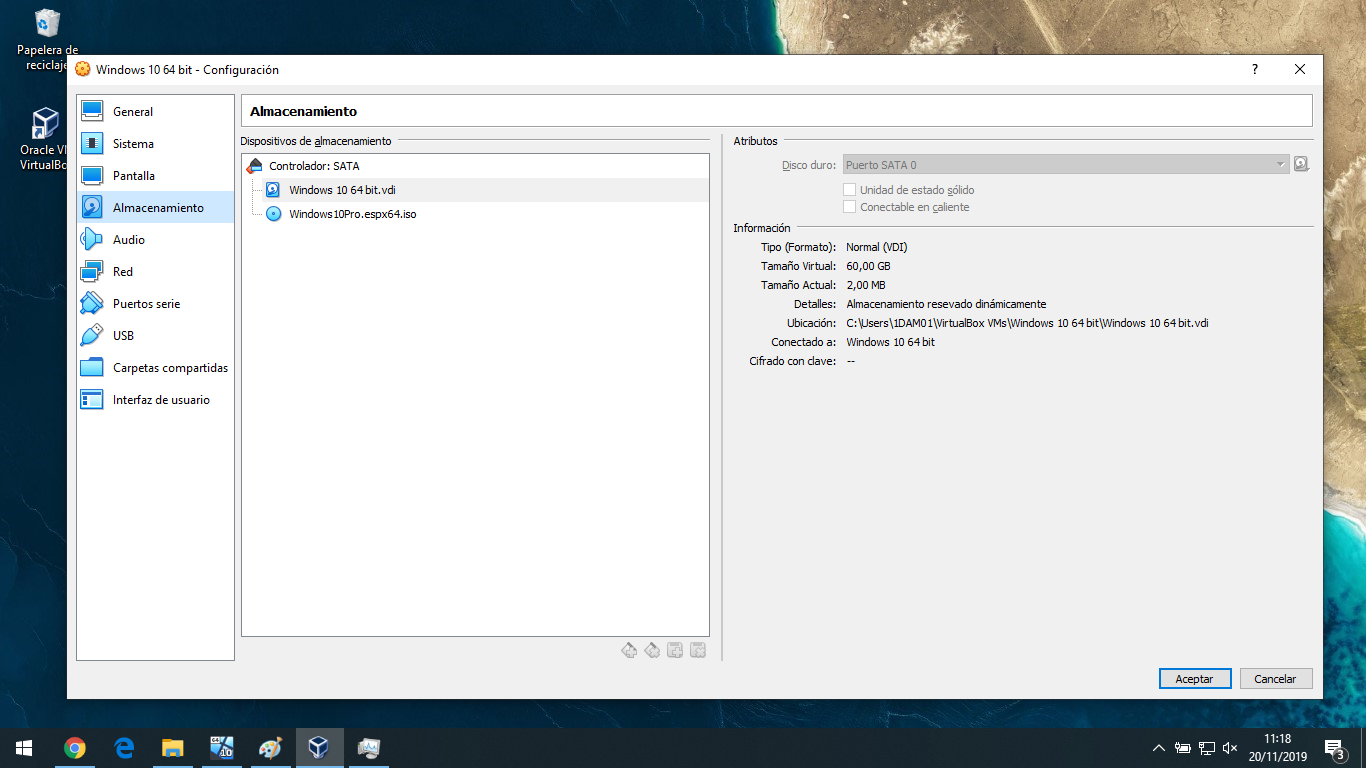 Papelera de
reciclaje
Oracle VM
VirtualBo
Windows 10 64 bit - Configuración
?
General
Sistema
Pantalla
Almacenamiento
Audio
Red
Puertos serie
USB
Carpetas compartidas
Interfaz de usuario
Almacenamiento
Dispositivos de almacenamiento
Controlador: SATA
Windows 10 64 bit.vdi
Windows10Pro.espx64.iso
Atributos
Disco duro: Puerto SATA 0
Unidad de estado sólido
Conectable en caliente
Información
Tipo (Formato): Normal (VDI)
Tamaño Virtual: 60,00 GB
Tamaño Actual: 2,00 MB
Detalles: Almacenamiento resevado dinámicamente
Ubicación: C:\Users\1DAM01\VirtualBox VMs\Windows 10 64 bit\Windows 10 64 bit.vdi
Conectado a: Windows 10 64 bit
Cifrado con clave: --
Aceptar Cancelar
64
10
11:18
20/11/2019
3